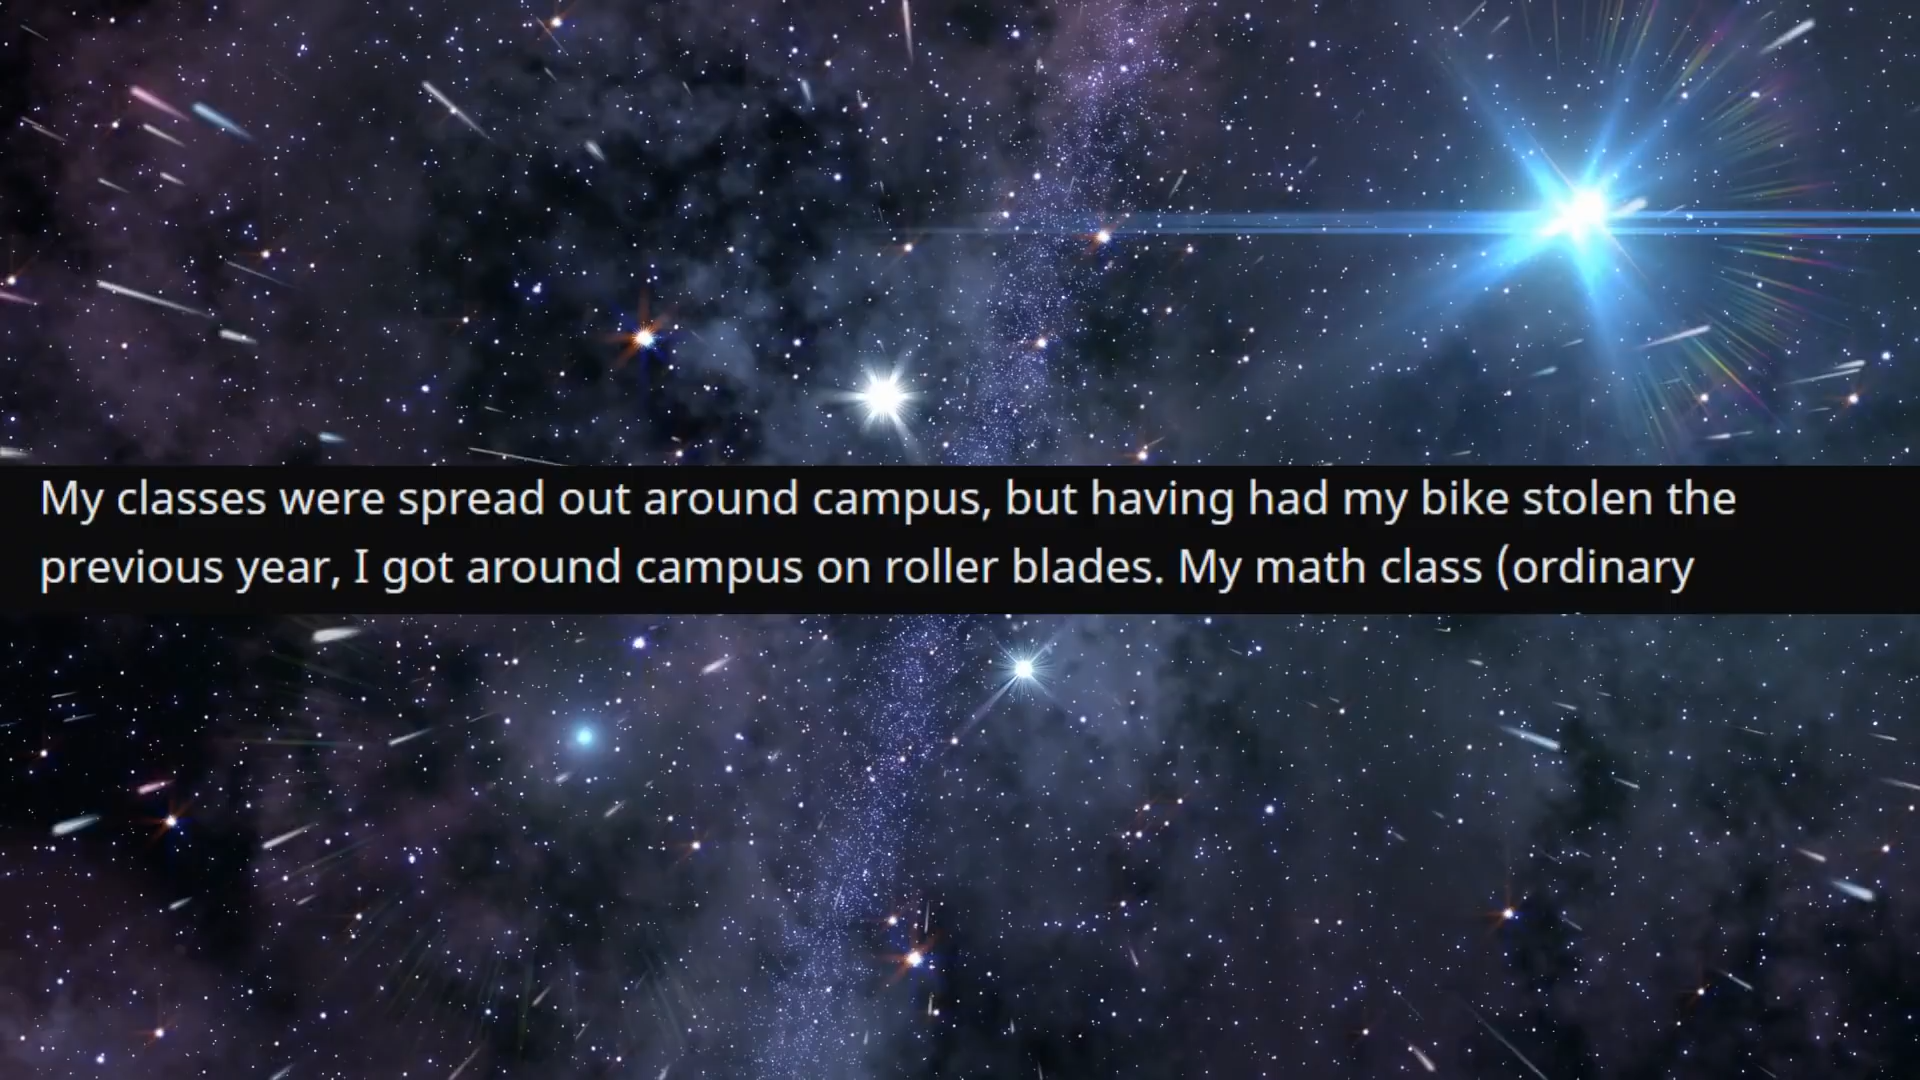 My classes were spread out around campus, but having had my bike stolen the
previous year, I got around campus on roller blades. My math class (ordinary